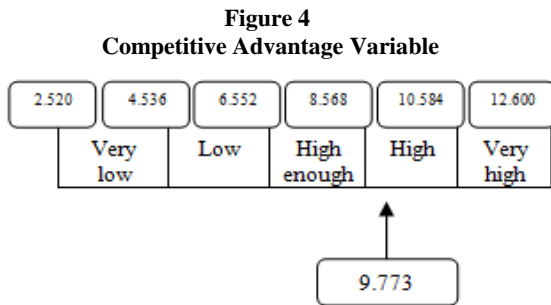 Figure 4
Competitive Advantage Variable
2.520 4.536 6.552 8.568 10.584 12.600
Very low Low High enough High Very high
9.773